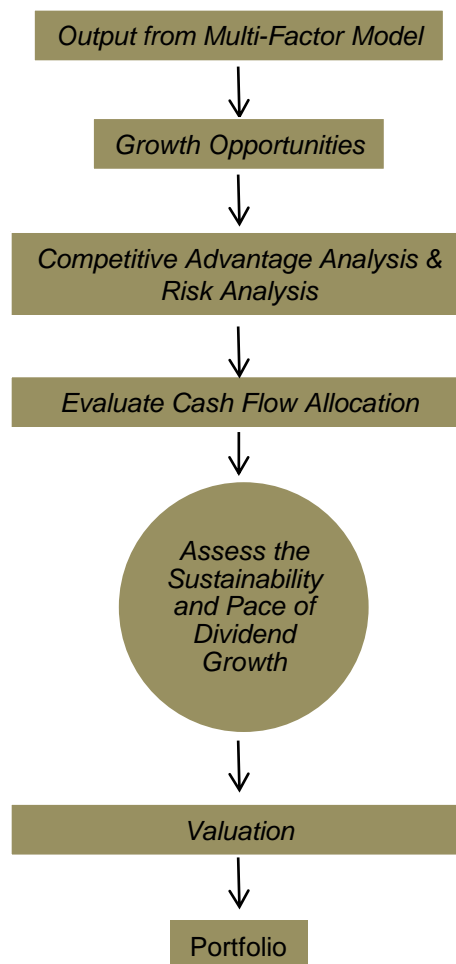 Output from Multi-Factor Model
Growth Opportunities
Competitive Advantage Analysis &
Risk Analysis
Evaluate Cash Flow Allocation
Assess the
Sustainability
and Pace of
Dividend
Growth
Valuation
Portfolio